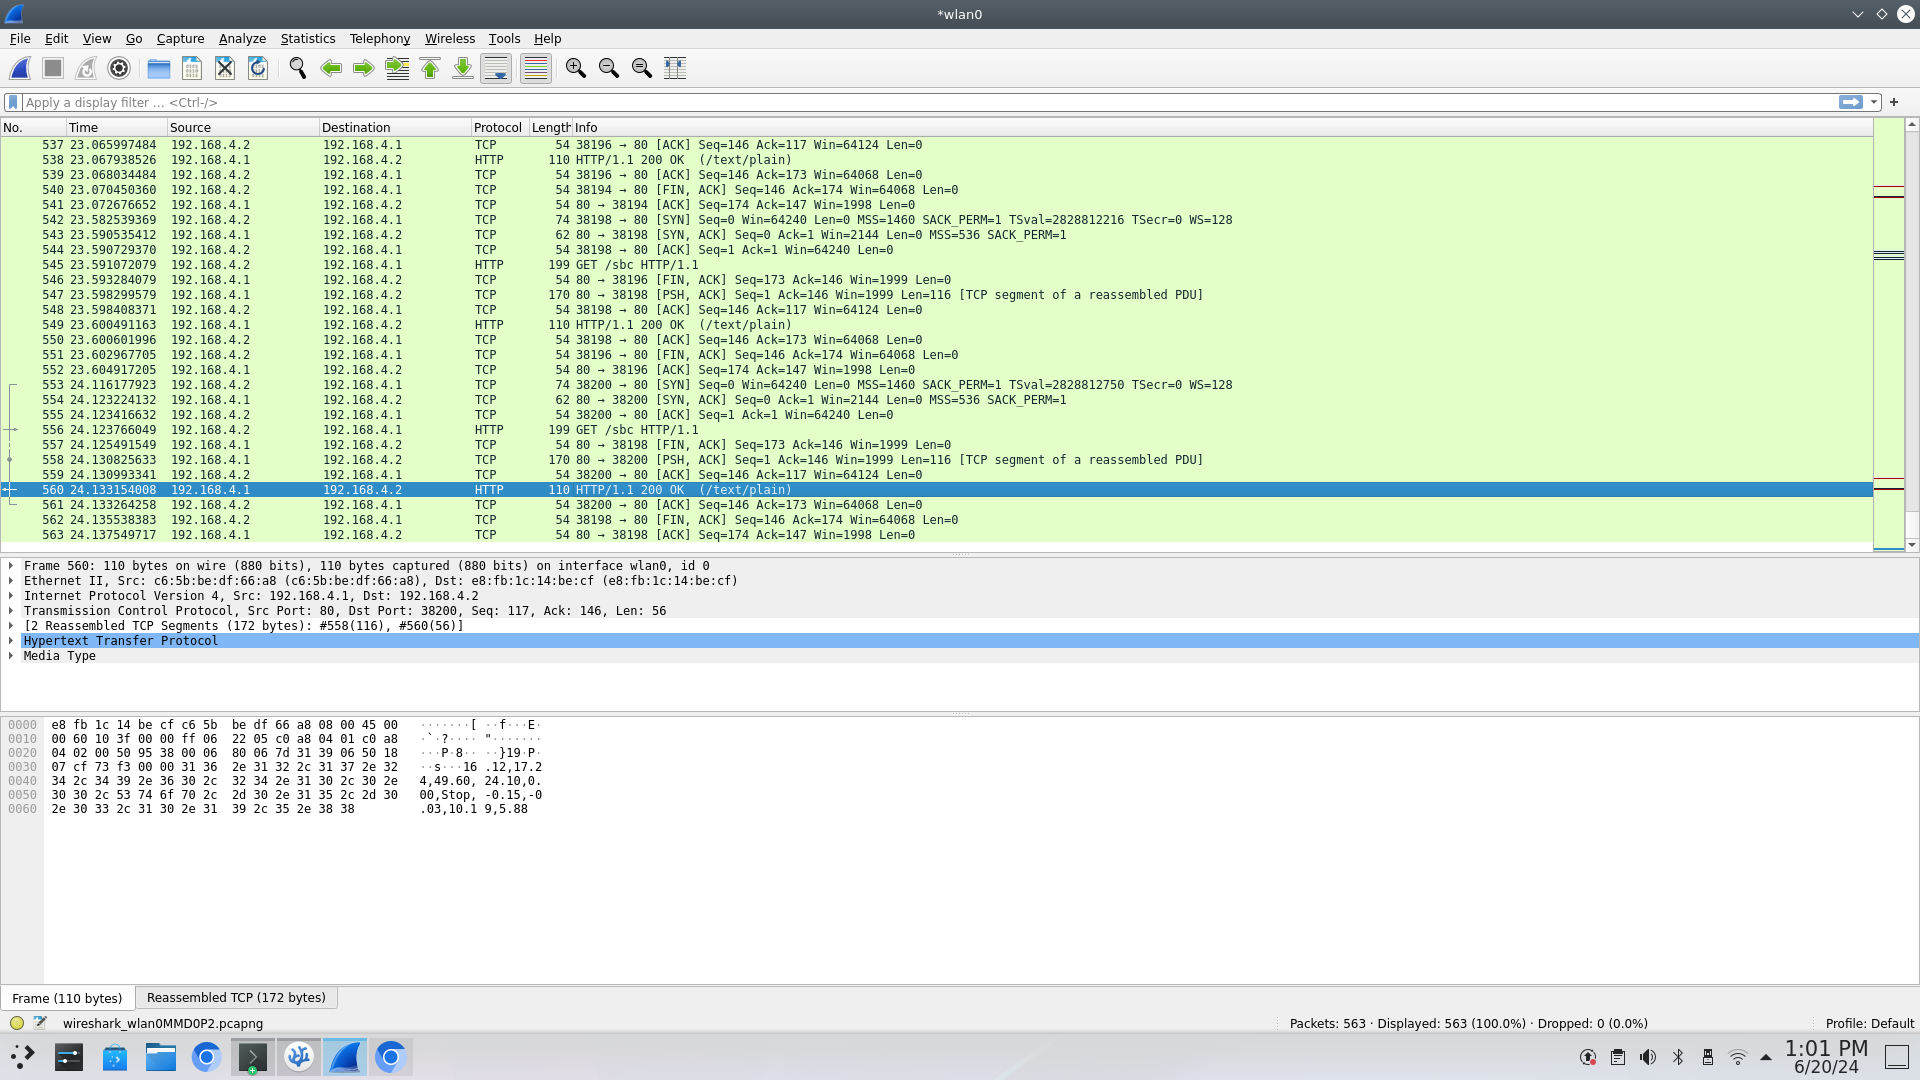 *wlan0
File Edit View Go Capture Analyze Statistics Telephony Wireless Tools Help
Apply a display filter ... <Ctrl-/>
No. Time Source Destination Protocol Length Info
537 23.065997484 192.168.4.2 192.168.4.1 TCP 54 38196 → 80 [ACK] Seq=146 Ack=117 Win=64124 Len=0
538 23.067938526 192.168.4.1 192.168.4.2 HTTP 110 HTTP/1.1 200 OK (/text/plain)
539 23.068034484 192.168.4.2 192.168.4.1 TCP 54 38196 → 80 [ACK] Seq=146 Ack=173 Win=64068 Len=0
540 23.070450360 192.168.4.2 192.168.4.1 TCP 54 38194 → 80 [FIN, ACK] Seq=146 Ack=174 Win=64068 Len=0
541 23.072676652 192.168.4.1 192.168.4.2 TCP 54 80 → 38194 [ACK] Seq=174 Ack=147 Win=1998 Len=0
542 23.582539369 192.168.4.2 192.168.4.1 TCP 74 38198 → 80 [SYN] Seq=0 Win=64240 Len=0 MSS=1460 SACK_PERM=1 TSval=2828812216 TSecr=0 WS=128
543 23.590535412 192.168.4.1 192.168.4.2 TCP 62 80 → 38198 [SYN, ACK] Seq=0 Ack=1 Win=2144 Len=0 MSS=536 SACK_PERM=1
544 23.590729370 192.168.4.2 192.168.4.1 TCP 54 38198 → 80 [ACK] Seq=1 Ack=1 Win=64240 Len=0
545 23.591072079 192.168.4.2 192.168.4.1 HTTP 199 GET /sbc HTTP/1.1
546 23.593284079 192.168.4.1 192.168.4.2 TCP 54 80 → 38196 [FIN, ACK] Seq=173 Ack=146 Win=1999 Len=0
547 23.598299579 192.168.4.1 192.168.4.2 TCP 170 80 → 38198 [PSH, ACK] Seq=1 Ack=146 Win=1999 Len=116 [TCP segment of a reassembled PDU]
548 23.598408371 192.168.4.2 192.168.4.1 TCP 54 38198 → 80 [ACK] Seq=146 Ack=117 Win=64124 Len=0
549 23.600491163 192.168.4.1 192.168.4.2 HTTP 110 HTTP/1.1 200 OK (/text/plain)
550 23.600601996 192.168.4.2 192.168.4.1 TCP 54 38198 → 80 [ACK] Seq=146 Ack=173 Win=64068 Len=0
551 23.602967705 192.168.4.2 192.168.4.1 TCP 54 38196 → 80 [FIN, ACK] Seq=146 Ack=174 Win=64068 Len=0
552 23.604917205 192.168.4.1 192.168.4.2 TCP 54 80 → 38196 [ACK] Seq=174 Ack=147 Win=1998 Len=0
553 24.116177923 192.168.4.2 192.168.4.1 TCP 74 38200 → 80 [SYN] Seq=0 Win=64240 Len=0 MSS=1460 SACK_PERM=1 TSval=2828812750 TSecr=0 WS=128
554 24.123224132 192.168.4.1 192.168.4.2 TCP 62 80 → 38200 [SYN, ACK] Seq=0 Ack=1 Win=2144 Len=0 MSS=536 SACK_PERM=1
555 24.123416632 192.168.4.2 192.168.4.1 TCP 54 38200 → 80 [ACK] Seq=1 Ack=1 Win=64240 Len=0
556 24.123766049 192.168.4.2 192.168.4.1 HTTP 199 GET /sbc HTTP/1.1
557 24.125491549 192.168.4.1 192.168.4.2 TCP 54 80 → 38198 [FIN, ACK] Seq=173 Ack=146 Win=1999 Len=0
558 24.130825633 192.168.4.1 192.168.4.2 TCP 170 80 → 38200 [PSH, ACK] Seq=1 Ack=146 Win=1999 Len=116 [TCP segment of a reassembled PDU]
559 24.130993341 192.168.4.2 192.168.4.1 TCP 54 38200 → 80 [ACK] Seq=146 Ack=117 Win=64124 Len=0
560 24.133154008 192.168.4.1 192.168.4.2 HTTP 110 HTTP/1.1 200 OK (/text/plain)
561 24.133264258 192.168.4.2 192.168.4.1 TCP 54 38200 → 80 [ACK] Seq=146 Ack=173 Win=64068 Len=0
562 24.135538383 192.168.4.2 192.168.4.1 TCP 54 38198 → 80 [FIN, ACK] Seq=146 Ack=174 Win=64068 Len=0
563 24.137549717 192.168.4.1 192.168.4.2 TCP 54 80 → 38198 [ACK] Seq=174 Ack=147 Win=1998 Len=0
Frame 560: 110 bytes on wire (880 bits), 110 bytes captured (880 bits) on interface wlan0, id 0
Ethernet II, Src: c6:5b:be:df:66:a8 (c6:5b:be:df:66:a8), Dst: e8:fb:1c:14:be:cf (e8:fb:1c:14:be:cf)
Internet Protocol Version 4, Src: 192.168.4.1, Dst: 192.168.4.2
Transmission Control Protocol, Src Port: 80, Dst Port: 38200, Seq: 117, Ack: 146, Len: 56
[2 Reassembled TCP Segments (172 bytes): #558(116), #560(56)]
Hypertext Transfer Protocol
Media Type
0000 e8 fb 1c 14 be cf c6 5b be df 66 a8 08 00 45 00 ·······[ ··f···E·
0010 00 60 10 3f 00 00 ff 06 22 05 c0 a8 04 01 c0 a8 ·`·?···· "·······
0020 04 02 00 50 95 38 00 06 80 06 7d 31 39 06 50 18 ···P·8·· ··}19·P·
0030 07 cf 73 f3 00 00 31 36 2e 31 32 2c 31 37 2e 32 ··s···16 .12,17.2
0040 34 2c 34 39 2e 36 30 2c 32 34 2e 31 30 2c 30 2e 4,49.60, 24.10,0.
0050 30 30 2c 53 74 6f 70 2c 2d 30 2e 31 35 2c 2d 30 00,Stop, -0.15,-0
0060 2e 30 33 2c 31 30 2e 31 39 2c 35 2e 38 38 .03,10.1 9,5.88
Frame (110 bytes) Reassembled TCP (172 bytes)
wireshark_wlan0MMD0P2.pcapng Packets: 563 · Displayed: 563 (100.0%) · Dropped: 0 (0.0%) Profile: Default
1:01 PM
6/20/24